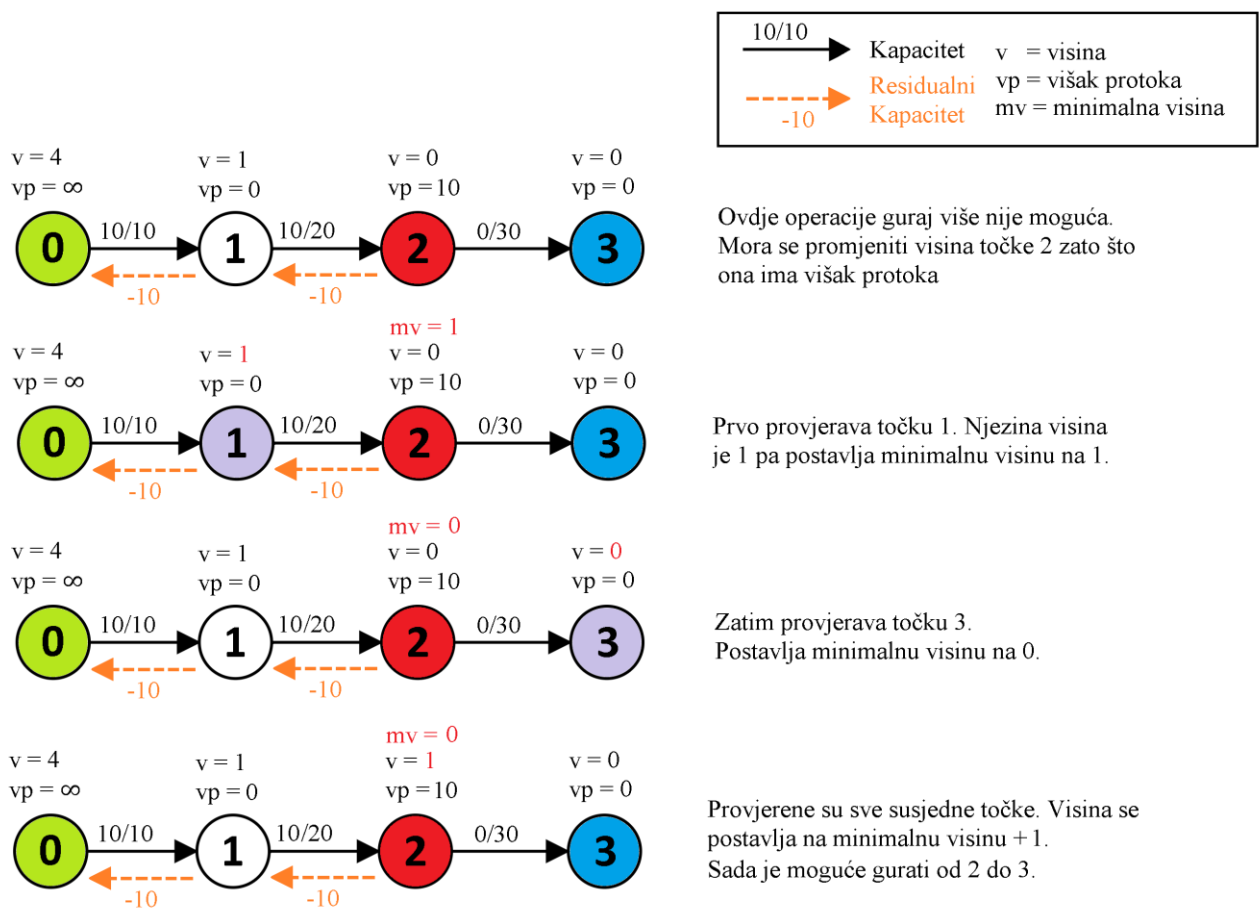 10/10
Kapacitet
v = visina
Residualni
Kapacitet
vp = višak protoka
-10
mv = minimalna visina
v = 4
v = 1
v = 0
v = 0
vp = ∞
vp = 0
vp = 10
vp = 0
0
10/10
1
10/20
2
0/30
3
-10
-10
Ovdje operacije guraj više nije moguća.
Mora se promjeniti visina točke 2 zato što
ona ima višak protoka
mv = 1
v = 4
v = 1
v = 0
v = 0
vp = ∞
vp = 0
vp = 10
vp = 0
0
10/10
1
10/20
2
0/30
3
-10
-10
Prvo provjerava točku 1. Njezina visina
je 1 pa postavlja minimalnu visinu na 1.
mv = 0
v = 4
v = 1
v = 0
v = 0
vp = ∞
vp = 0
vp = 10
vp = 0
0
10/10
1
10/20
2
0/30
3
-10
-10
Zatim provjerava točku 3.
Postavlja minimalnu visinu na 0.
mv = 0
v = 4
v = 1
v = 1
v = 0
vp = ∞
vp = 0
vp = 10
vp = 0
0
10/10
1
10/20
2
0/30
3
-10
-10
Provjerene su sve susjedne točke. Visina se
postavlja na minimalnu visinu +1.
Sada je moguće gurati od 2 do 3.